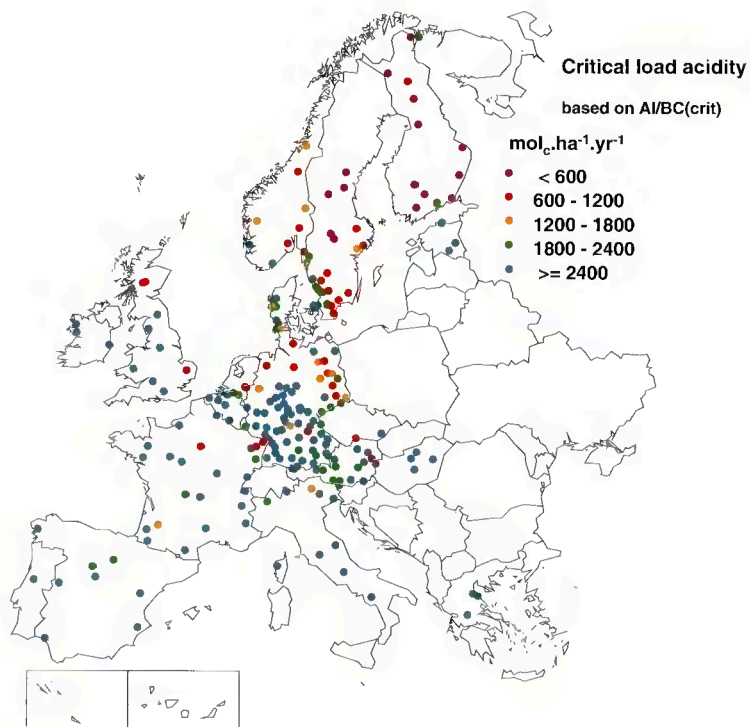 Critical load acidity
based on Al/BC(crit)
molc.ha-1.yr-1
< 600
600 - 1200
1200 - 1800
1800 - 2400
>= 2400